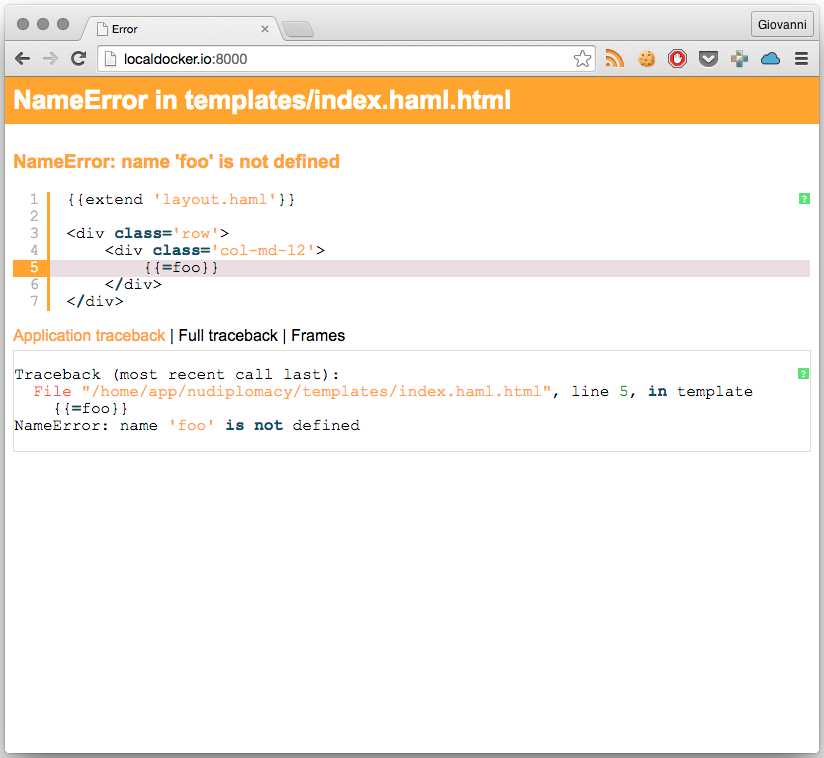 Error
Giovanni
localdocker.io:8000
NameError in templates/index.haml.html
NameError: name 'foo' is not defined
1 {{extend 'layout.haml'}}
?
2
3 <div class='row'>
4 <div class='col-md-12'>
5 {{=foo}}
6 </div>
7 </div>
Application traceback | Full traceback | Frames
Traceback (most recent call last):
?
File "/home/app/nudiplomacy/templates/index.haml.html", line 5, in template
{{=foo}}
NameError: name 'foo' is not defined